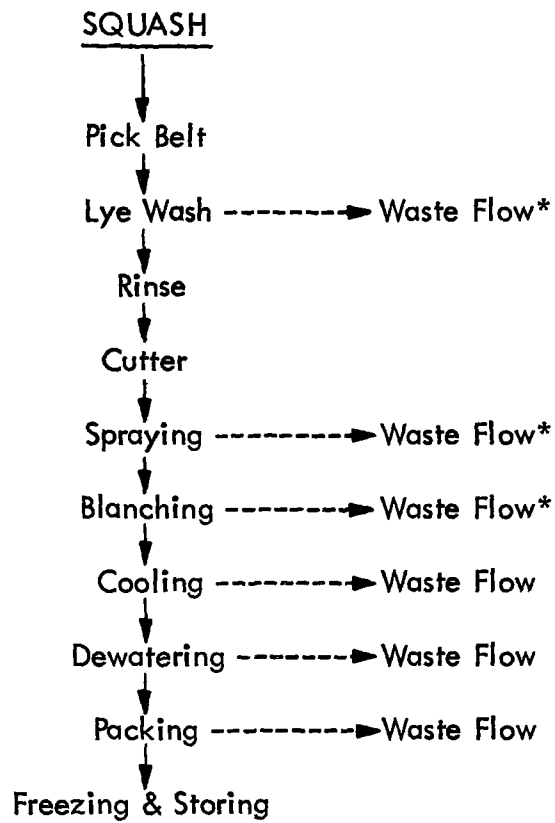 SQUASH
Pick Belt
Lye Wash Waste Flow*
Rinse
Cutter
Spraying Waste Flow*
Blanching Waste Flow*
Cooling Waste Flow
Dewatering Waste Flow
Packing Waste Flow
Freezing & Storing